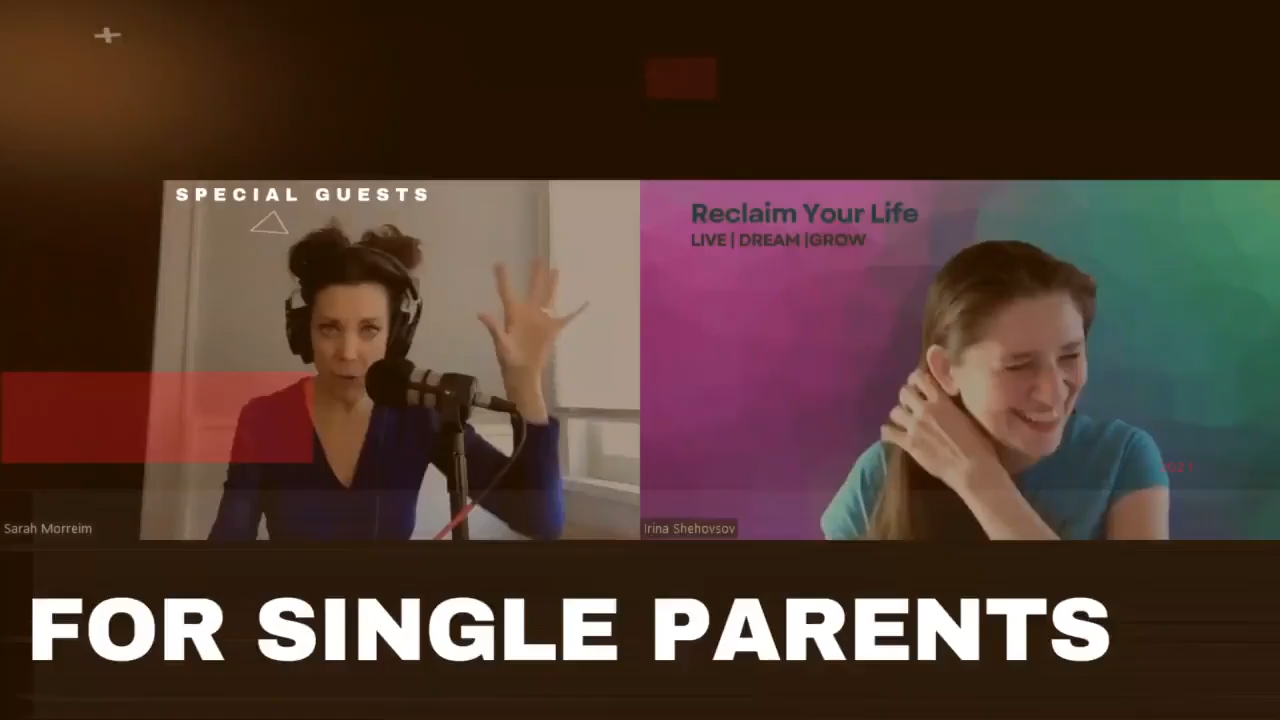 SPECIAL GUESTS
Reclaim Your Life
LIVE | DREAM |GROW
Sarah Morreim
Irina Shehovsov
FOR SINGLE PARENTS